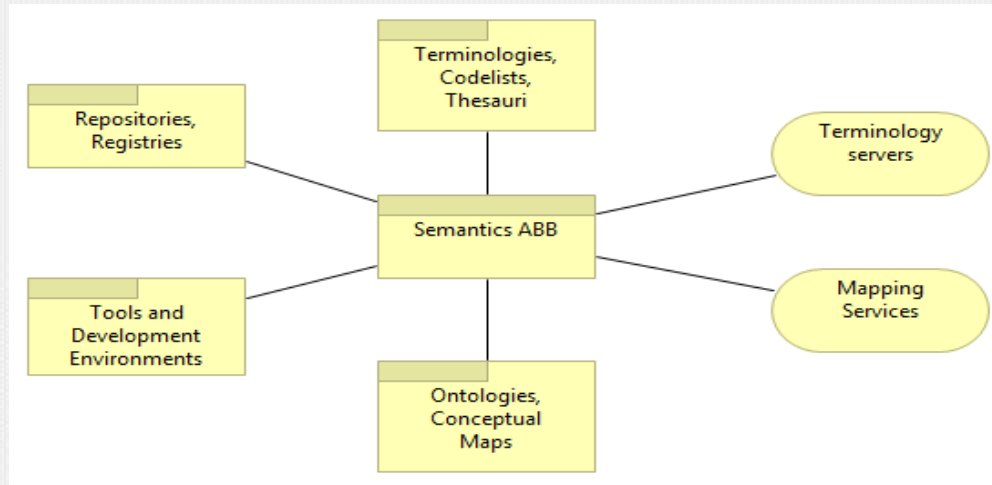 Terminologies,
Codelists,
Thesauri
Repositories,
Registries
Terminology
servers
Semantics ABB
Tools and
Development
Environments
Mapping
Services
Ontologies,
Conceptual
Maps